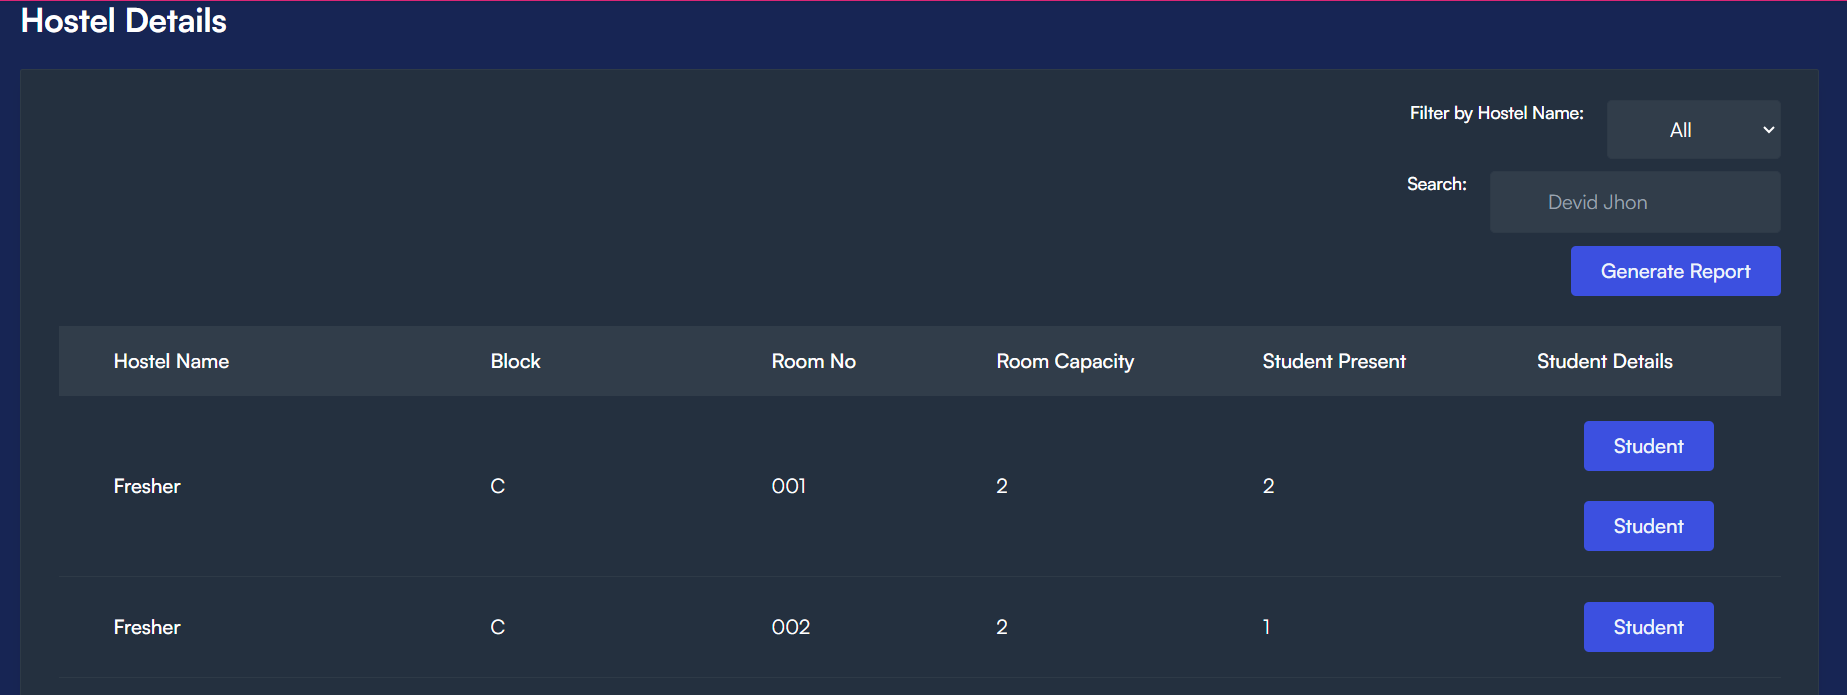 Hostel Details
Filter by Hostel Name: All
Search: Devid Jhon
Generate Report
Hostel Name Block Room No Room Capacity Student Present Student Details
Fresher C 001 2 2 Student
Student
Fresher C 002 2 1 Student